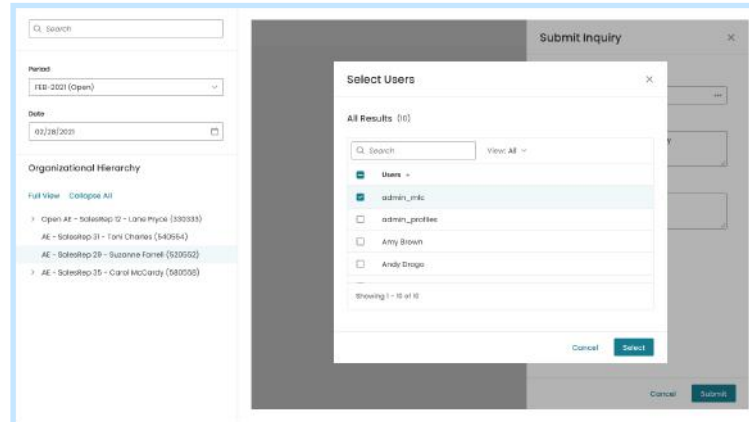 Search
Period
FEB-2021 (Open)
Date
02/28/2021
Organizational Hierarchy
Full View Collapse All
Open AE - SalesRep 12 - Lane Pryce (330333)
AE - SalesRep 31 - Toni Charles (540554)
AE - SalesRep 29 - Suzanne Farrell (520552)
AE - SalesRep 35 - Carol McCardy (580558)
Submit Inquiry
Select Users
All Results (10)
Search
View: All
Users
admin_mlc
admin_profiles
Amy Brown
Andy Drago
Showing 1 - 10 of 10
Cancel Select
Cancel Submit